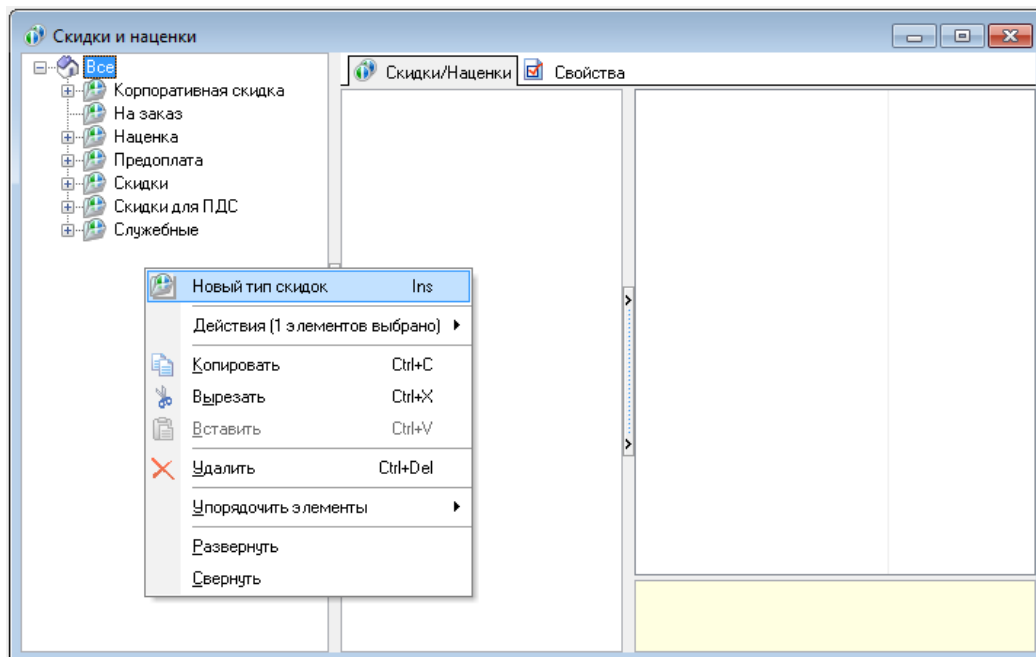 Скидки и наценки
Все
Корпоративная скидка
На заказ
Наценка
Предоплата
Скидки
Скидки для ПДС
Служебные
Скидки/Наценки
Свойства
Новый тип скидок Ins
Действия (1 элементов выбрано)
Копировать Ctrl+C
Вырезать Ctrl+X
Вставить Ctrl+V
Удалить Ctrl+Del
Упорядочить элементы
Развернуть
Свернуть